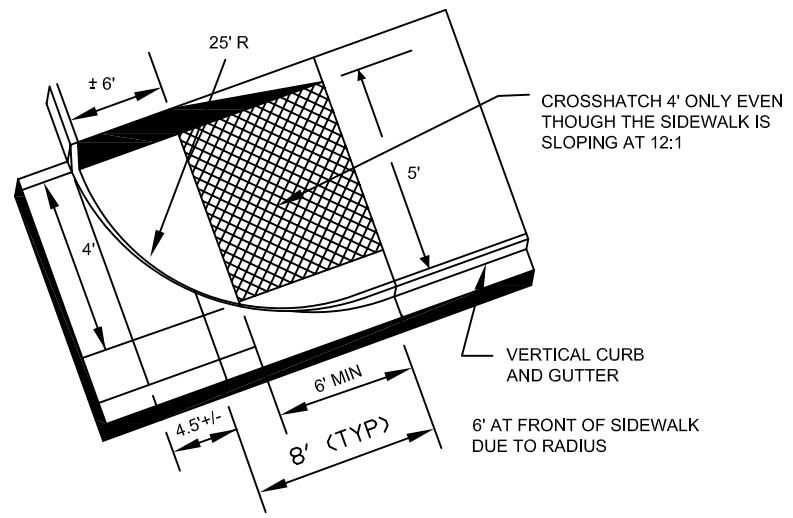 25' R
± 6'
CROSSHATCH 4' ONLY EVEN
THOUGH THE SIDEWALK IS
SLOPING AT 12:1
5'
4'
VERTICAL CURB
AND GUTTER
6' MIN
4.5'+/-
8' (TYP)
6' AT FRONT OF SIDEWALK
DUE TO RADIUS